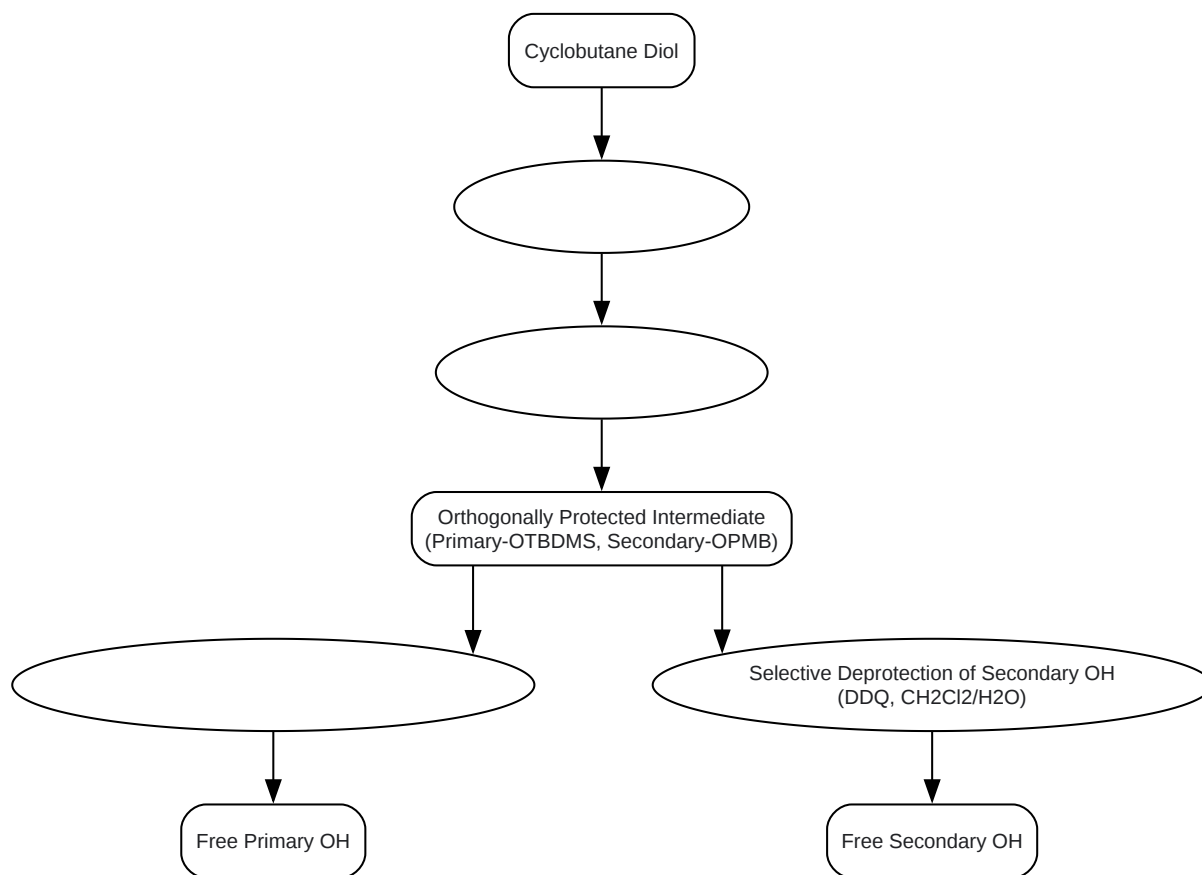 Cyclobutane Diol
Orthogonally Protected Intermediate
(Primary-OTBDMS, Secondary-OPMB)
Selective Deprotection of Secondary OH
(DDQ, CH2Cl2/H2O)
Free Primary OH
Free Secondary OH